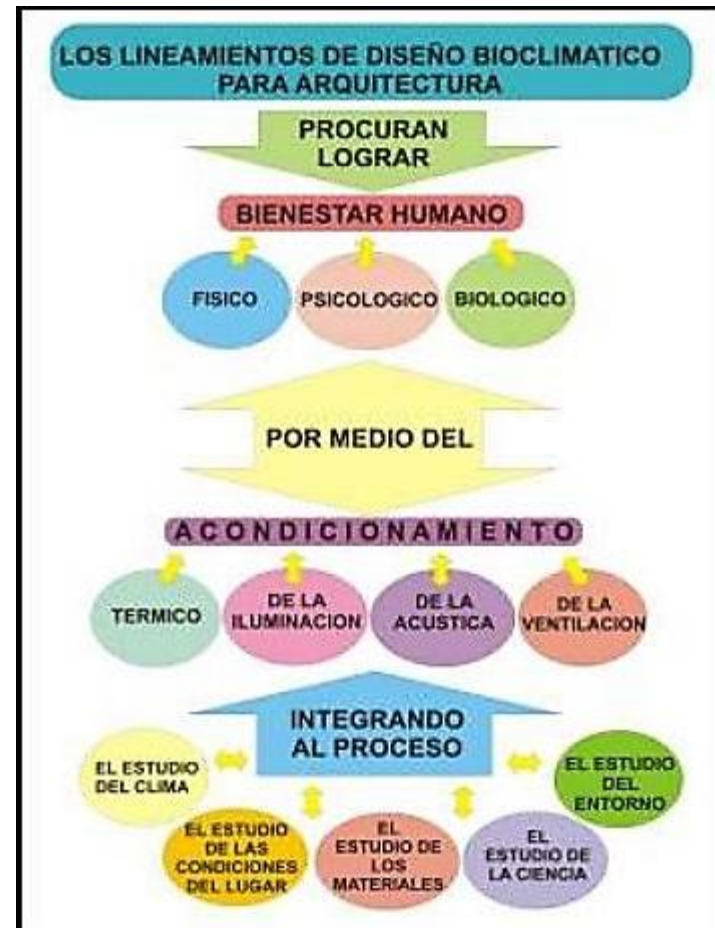 LOS LINEAMIENTOS DE DISEÑO BIOCLIMATICO
PARA ARQUITECTURA
PROCURAN
LOGRAR
BIENESTAR HUMANO
FISICO
PSICOLOGICO
BIOLOGICO
POR MEDIO DEL
ACONDICIONAMIENTO
TERMICO
DE LA
ILUMINACION
DE LA
ACUSTICA
DE LA
VENTILACION
INTEGRANDO
AL PROCESO
EL ESTUDIO
DEL CLIMA
EL ESTUDIO
DE LAS
CONDICIONES
DEL LUGAR
EL
ESTUDIO DE
LOS
MATERIALES
EL
ESTUDIO DE
LA CIENCIA
EL ESTUDIO
DEL
ENTORNO